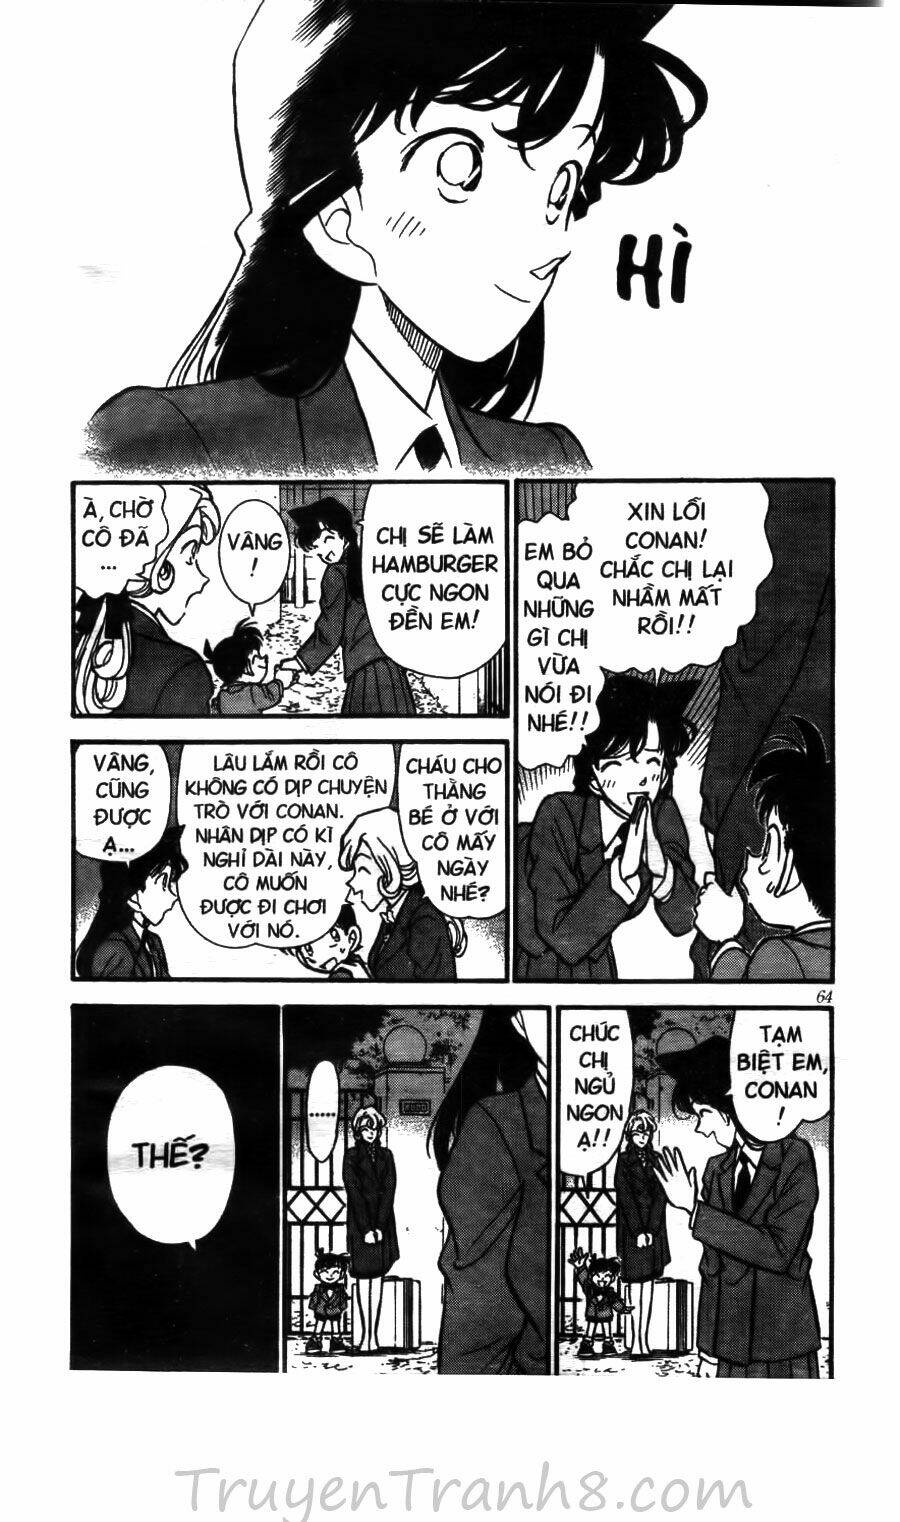 HÌ
XIN LỖI
CONAN!
CHẮC CHỊ LẠI
NHẦM MẤT
RỒI!!
EM BỎ
QUA
NHỮNG
GÌ CHỊ
VỪA
NÓI ĐI
NHÉ!!
CHỊ SẼ LÀM
HAMBURGER
CỰC NGON
ĐỀN EM!
VÂNG
!
À, CHỜ
CÔ ĐÃ
...
CHÁU CHO
THẰNG
BÉ Ở VỚI
CÔ MẤY
NGÀY
NHÉ?
LÂU LẮM RỒI CÔ
KHÔNG CÓ DỊP CHUYỆN
TRÒ VỚI CONAN.
NHÂN DỊP CÓ KÌ
NGHỈ DÀI NÀY,
CÔ MUỐN
ĐƯỢC ĐI CHƠI
VỚI NÓ.
VÂNG,
CŨNG
ĐƯỢC
Ạ...
64
TẠM
BIỆT EM,
CONAN
!
CHÚC
CHỊ
NGỦ
NGON
Ạ!!
......
THẾ?
TruyenTranh8.com